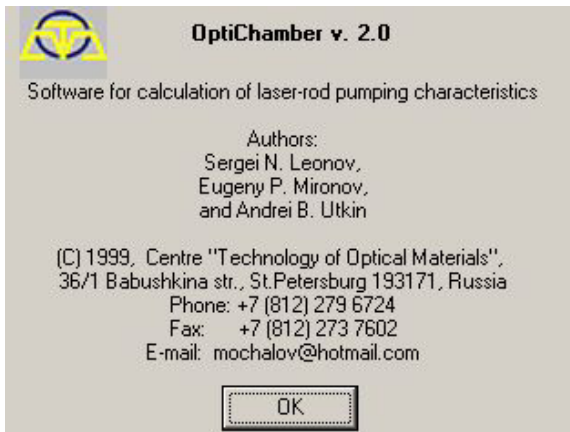 OptiChamber v. 2.0
Software for calculation of laser-rod pumping characteristics
Authors:
Sergei N. Leonov,
Eugeny P. Mironov,
and Andrei B. Utkin
(C) 1999, Centre "Technology of Optical Materials",
36/1 Babushkina str., St.Petersburg 193171, Russia
Phone: +7 (812) 279 6724
Fax: +7 (812) 273 7602
E-mail: mochalov@hotmail.com
OK